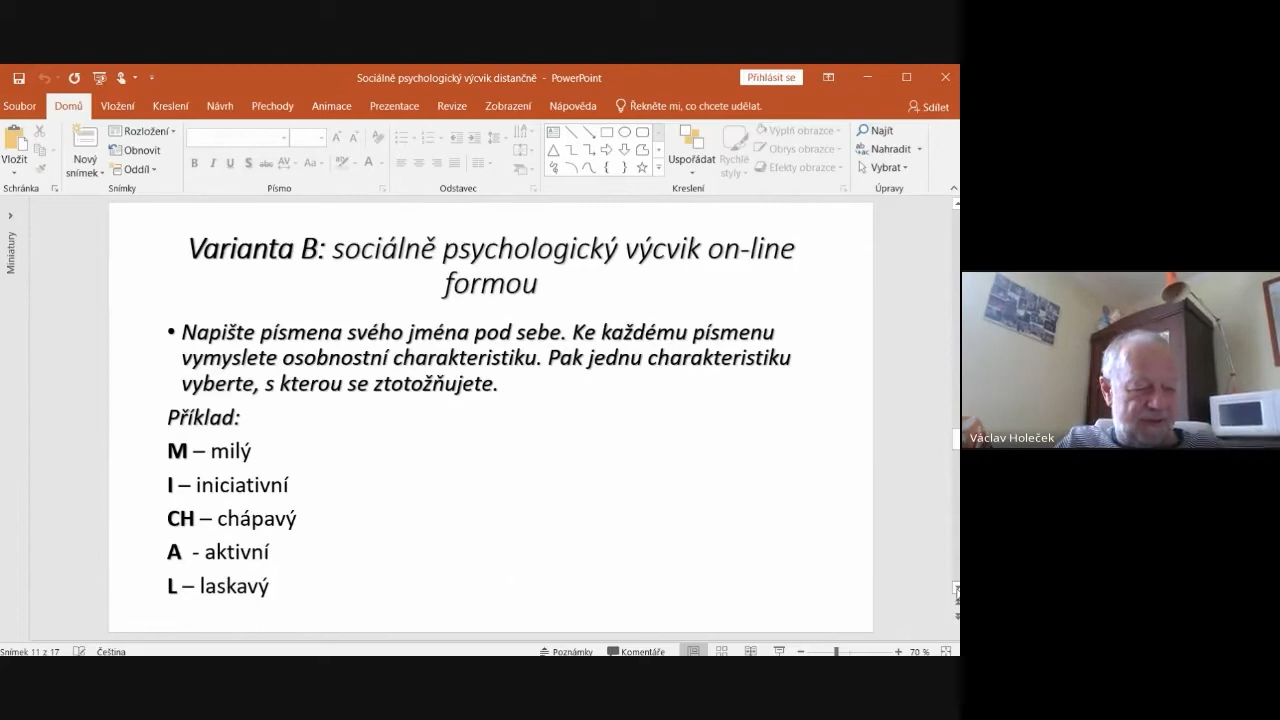 Sociálně psychologický výcvik distančně - PowerPoint
Přihlásit se
Soubor Domů Vložení Kreslení Návrh Přechody Animace Prezentace Revize Zobrazení Nápověda Řekněte mi, co chcete udělat. Sdílet
Vložit
Nový
snímek
Rozložení
Obnovit
Oddíl
B I U S abc AV Aa A
Uspořádat
Rychlé
styly
Výplň obrazce
Obrys obrazce
Efekty obrazce
Najít
Nahradit
Vybrat
Schránka Snímky Písmo Odstavec Kreslení Úpravy
Miniatury
Varianta B: sociálně psychologický výcvik on-line
formou
• Napište písmena svého jména pod sebe. Ke každému písmenu
vymyslete osobnostní charakteristiku. Pak jednu charakteristiku
vyberte, s kterou se ztotožňujete.
Příklad:
M – milý
I – iniciativní
CH – chápavý
A - aktivní
L – laskavý
Václav Holeček
Snímek 11 z 17 Čeština Poznámky Komentáře 70 %